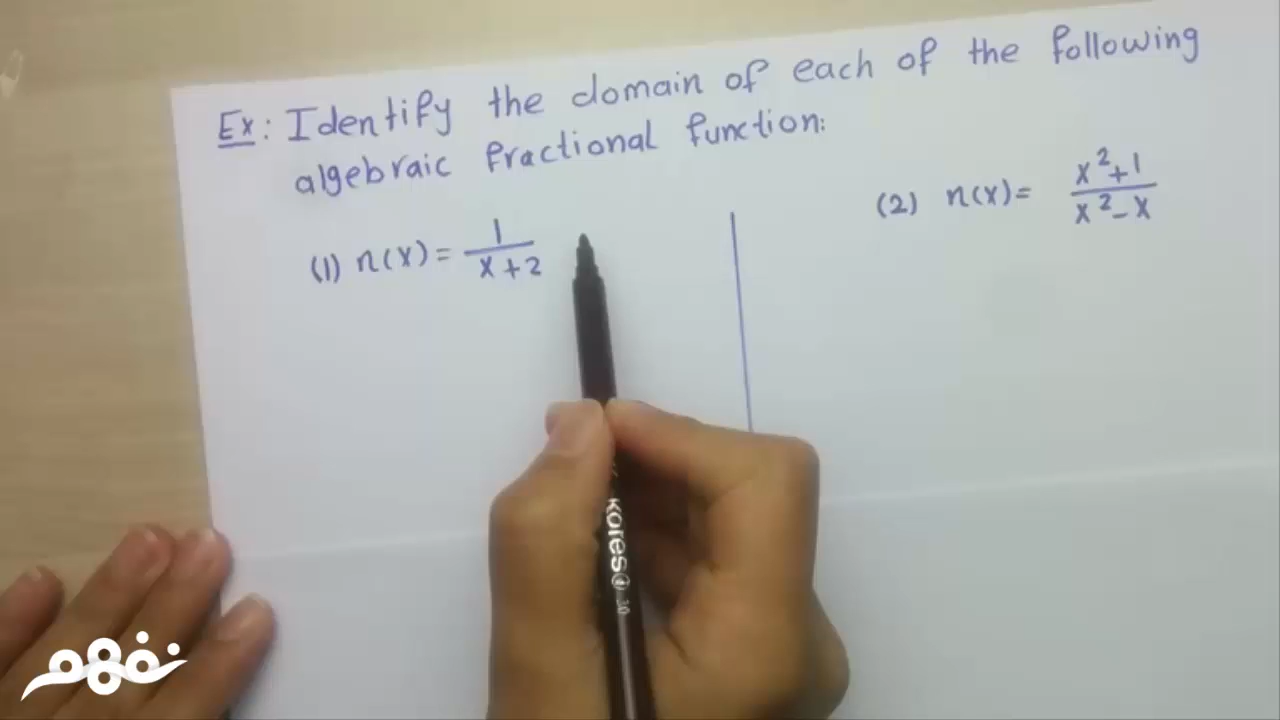 Ex: Identify the domain of each of the following
algebraic fractional function:
(1) n(x) = 1/(x+2)
(2) n(x) = (x²+1)/(x²-x)
kores
نفهم